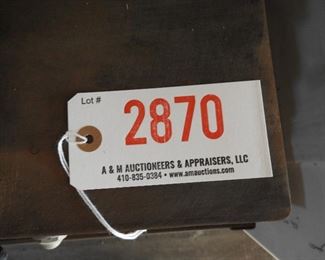 Lot #
2870
A & M AUCTIONEERS & APPRAISERS, LLC
410-835-0384 • www.amauctions.com